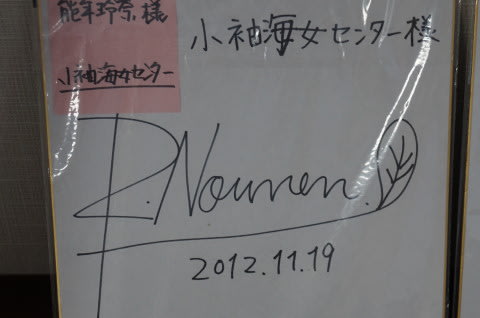 能年玲奈様
小袖海女センター
小袖海女センター様
R.Nounen.
2012.11.19